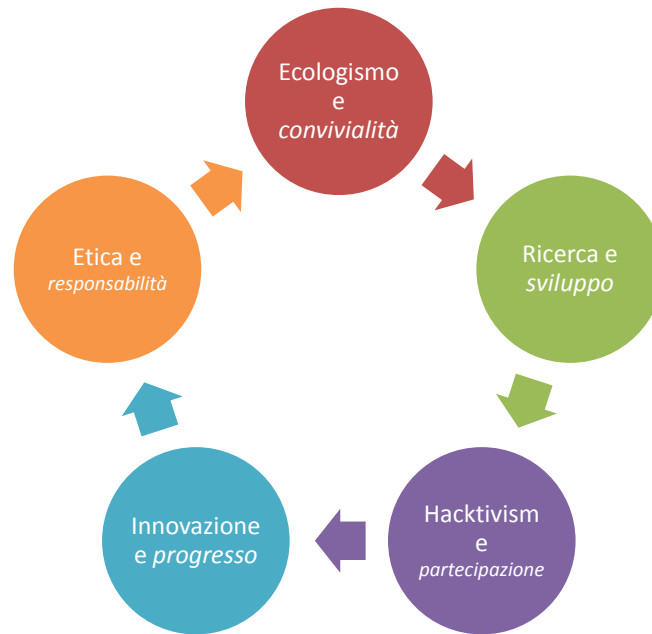 Ecologismo
e
convivialità
Ricerca e
sviluppo
Hacktivism
e
partecipazione
Innovazione
e progresso
Etica e
responsabilità